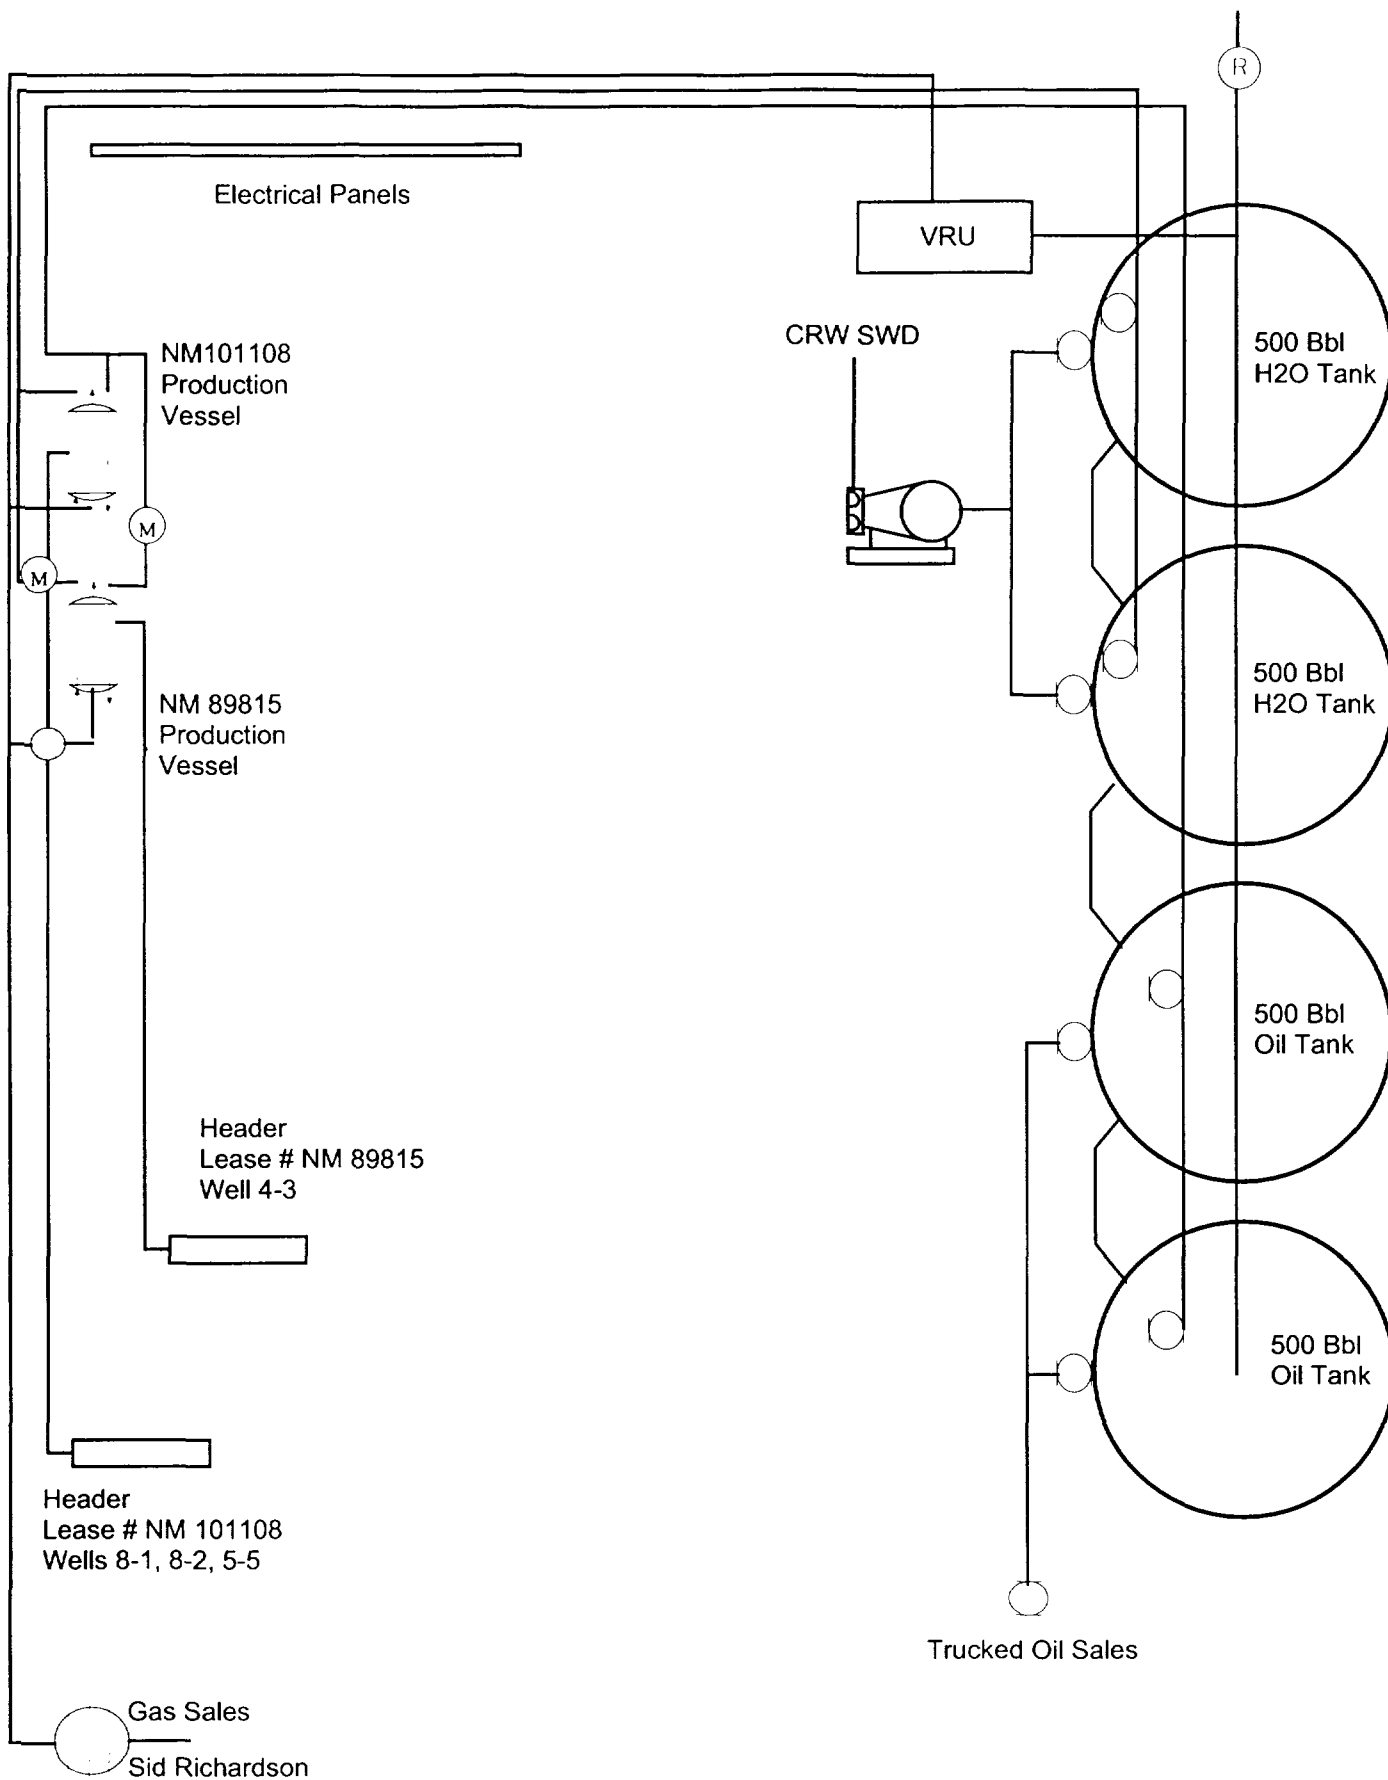 R
Electrical Panels
VRU
CRW SWD
NM101108
Production
Vessel
500 Bbl
H2O Tank
M
M
NM 89815
Production
Vessel
500 Bbl
H2O Tank
500 Bbl
Oil Tank
Header
Lease # NM 89815
Well 4-3
500 Bbl
Oil Tank
Header
Lease # NM 101108
Wells 8-1, 8-2, 5-5
Trucked Oil Sales
Gas Sales
Sid Richardson